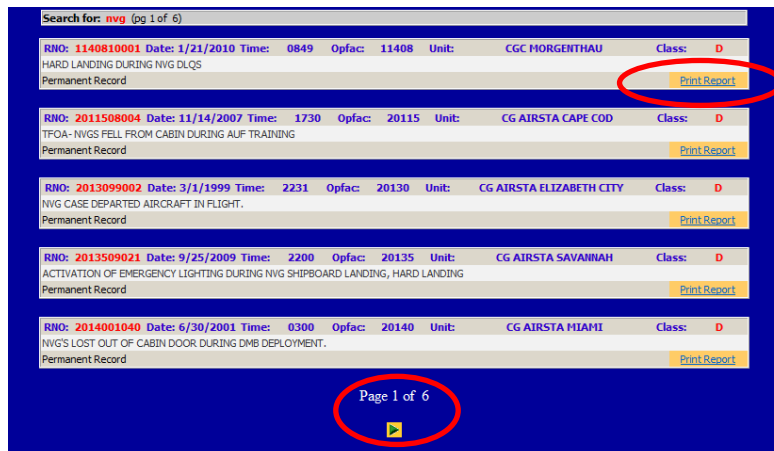 Search for: nvg (pg 1 of 6)
RNO: 1140810001 Date: 1/21/2010 Time: 0849 Opfac: 11408 Unit: CGC MORGENTHAU Class: D
HARD LANDING DURING NVG DLQS
Permanent Record Print Report
RNO: 2011508004 Date: 11/14/2007 Time: 1730 Opfac: 20115 Unit: CG AIRSTA CAPE COD Class: D
TFOA- NVGS FELL FROM CABIN DURING AUF TRAINING
Permanent Record Print Report
RNO: 2013099002 Date: 3/1/1999 Time: 2231 Opfac: 20130 Unit: CG AIRSTA ELIZABETH CITY Class: D
NVG CASE DEPARTED AIRCRAFT IN FLIGHT.
Permanent Record Print Report
RNO: 2013509021 Date: 9/25/2009 Time: 2200 Opfac: 20135 Unit: CG AIRSTA SAVANNAH Class: D
ACTIVATION OF EMERGENCY LIGHTING DURING NVG SHIPBOARD LANDING, HARD LANDING
Permanent Record Print Report
RNO: 2014001040 Date: 6/30/2001 Time: 0300 Opfac: 20140 Unit: CG AIRSTA MIAMI Class: D
NVG'S LOST OUT OF CABIN DOOR DURING DMB DEPLOYMENT.
Permanent Record Print Report
Page 1 of 6